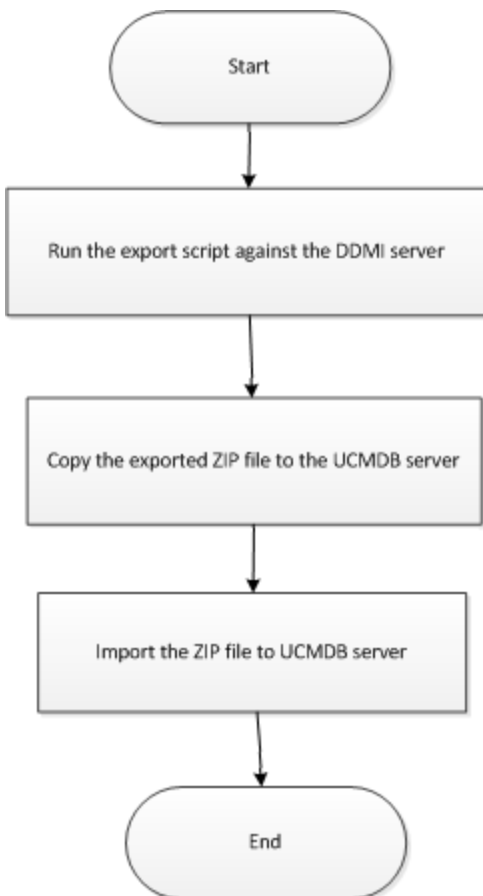 Start
Run the export script against the DDMI server
Copy the exported ZIP file to the UCMDB server
Import the ZIP file to UCMDB server
End